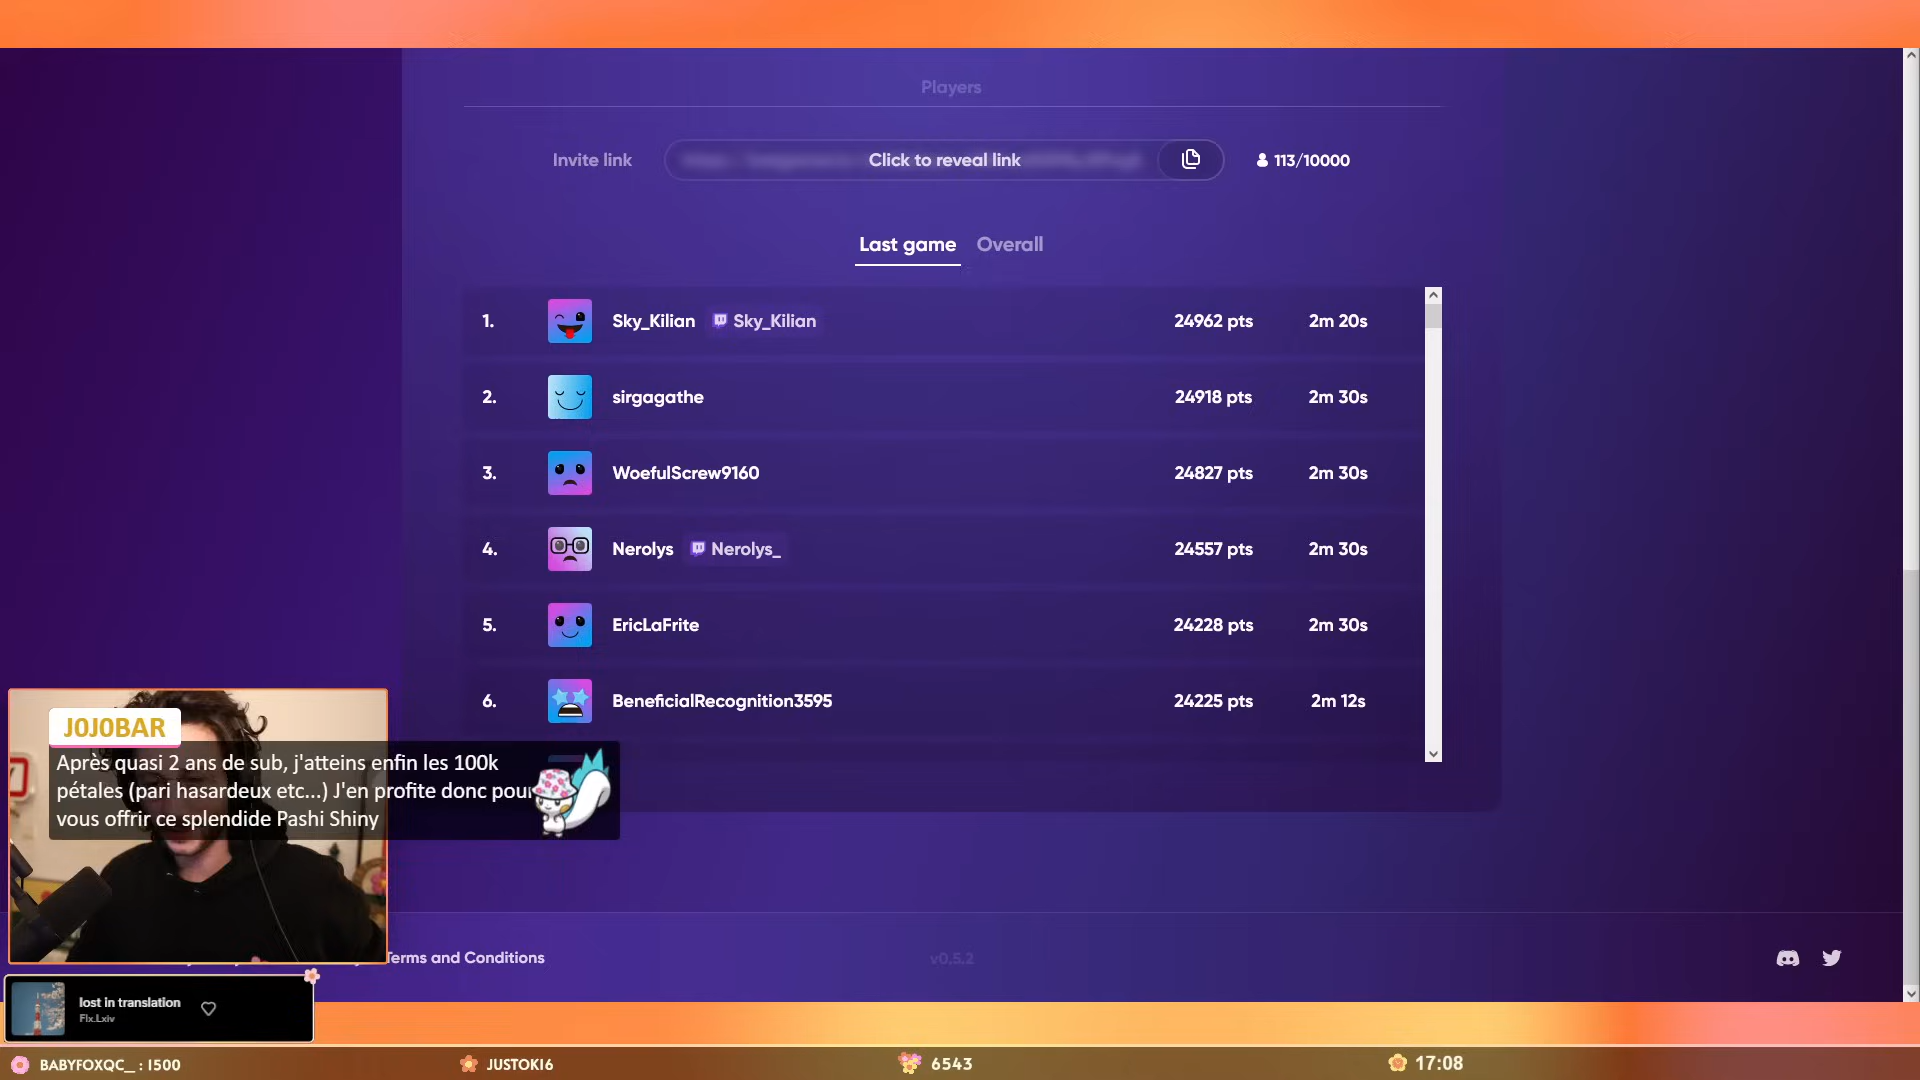 Players
Invite link
Click to reveal link
113/10000
Last game Overall
1. Sky_Kilian Sky_Kilian 24962 pts 2m 20s
2. sirgagathe 24918 pts 2m 30s
3. WoefulScrew9160 24827 pts 2m 30s
4. Nerolys Nerolys_ 24557 pts 2m 30s
5. EricLaFrite 24228 pts 2m 30s
6. BeneficialRecognition3595 24225 pts 2m 12s
JOJOBAR
Après quasi 2 ans de sub, j'atteins enfin les 100k
pétales (pari hasardeux etc...) J'en profite donc pour
vous offrir ce splendide Pashi Shiny
Terms and Conditions
v0.5.2
lost in translation
Flx.Lxiv
BABYFOXQC_ : 1500
JUSTOKI6
6543
17:08